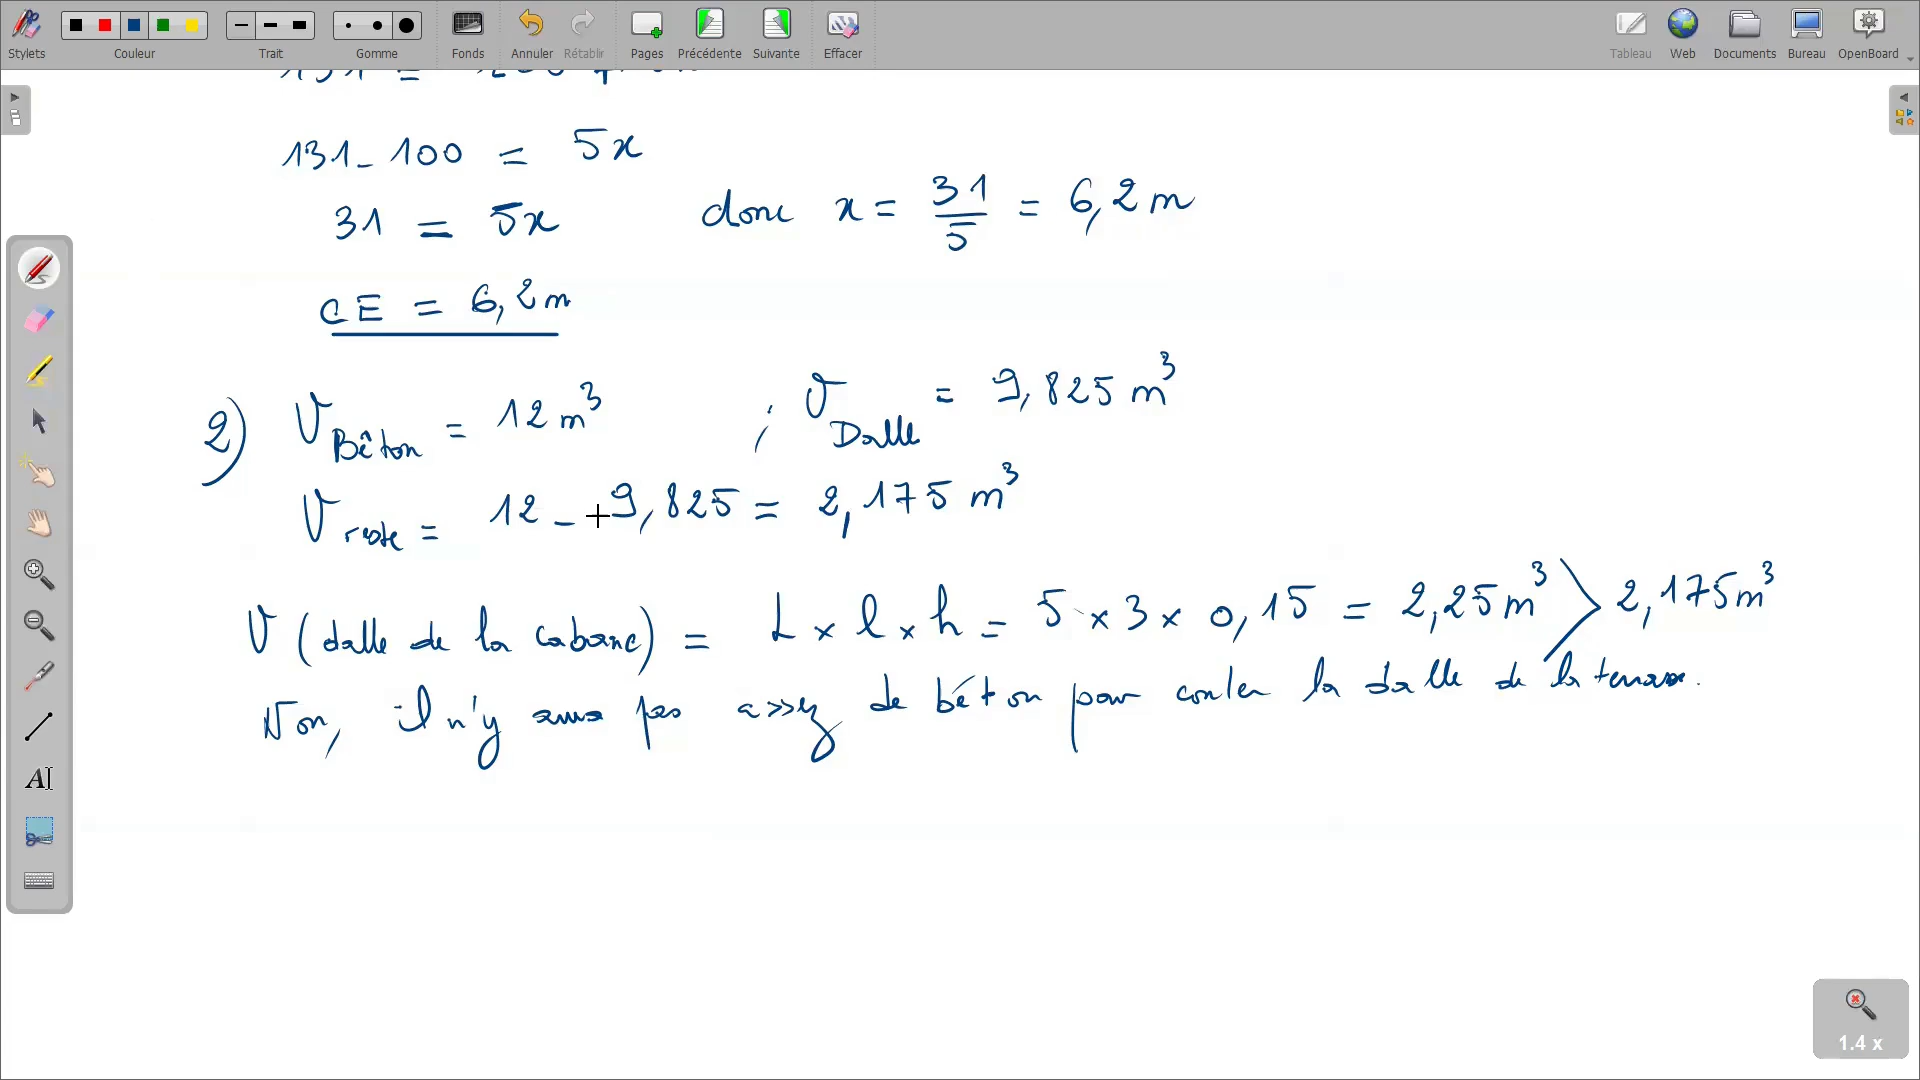 Stylets Couleur Trait Gomme Fonds Annuler Rétablir Pages Précédente Suivante Effacer Tableau Web Documents Bureau OpenBoard
131 - 100 = 5x
31 = 5x donc x = 31/5 = 6,2 m
CE = 6,2 m
2) V Bêton = 12 m³ ; V Dalle = 9,825 m³
V reste = 12 - 9,825 = 2,175 m³
V (dalle de la cabane) = L x l x h = 5 x 3 x 0,15 = 2,25 m³ > 2,175 m³
Non, il n'y aura pas assez de béton pour couler la dalle de la terrasse.
1.4 x